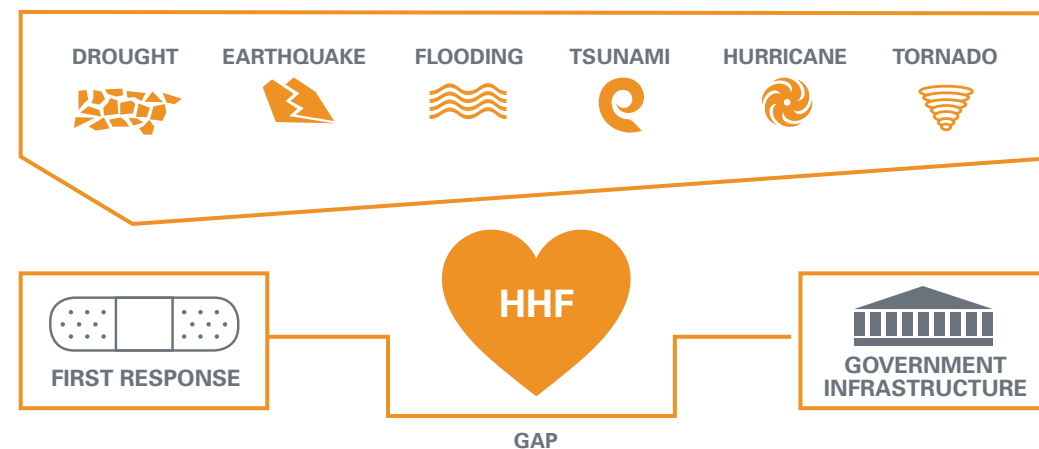 DROUGHT EARTHQUAKE FLOODING TSUNAMI HURRICANE TORNADO
HHF
FIRST RESPONSE
GOVERNMENT
INFRASTRUCTURE
GAP